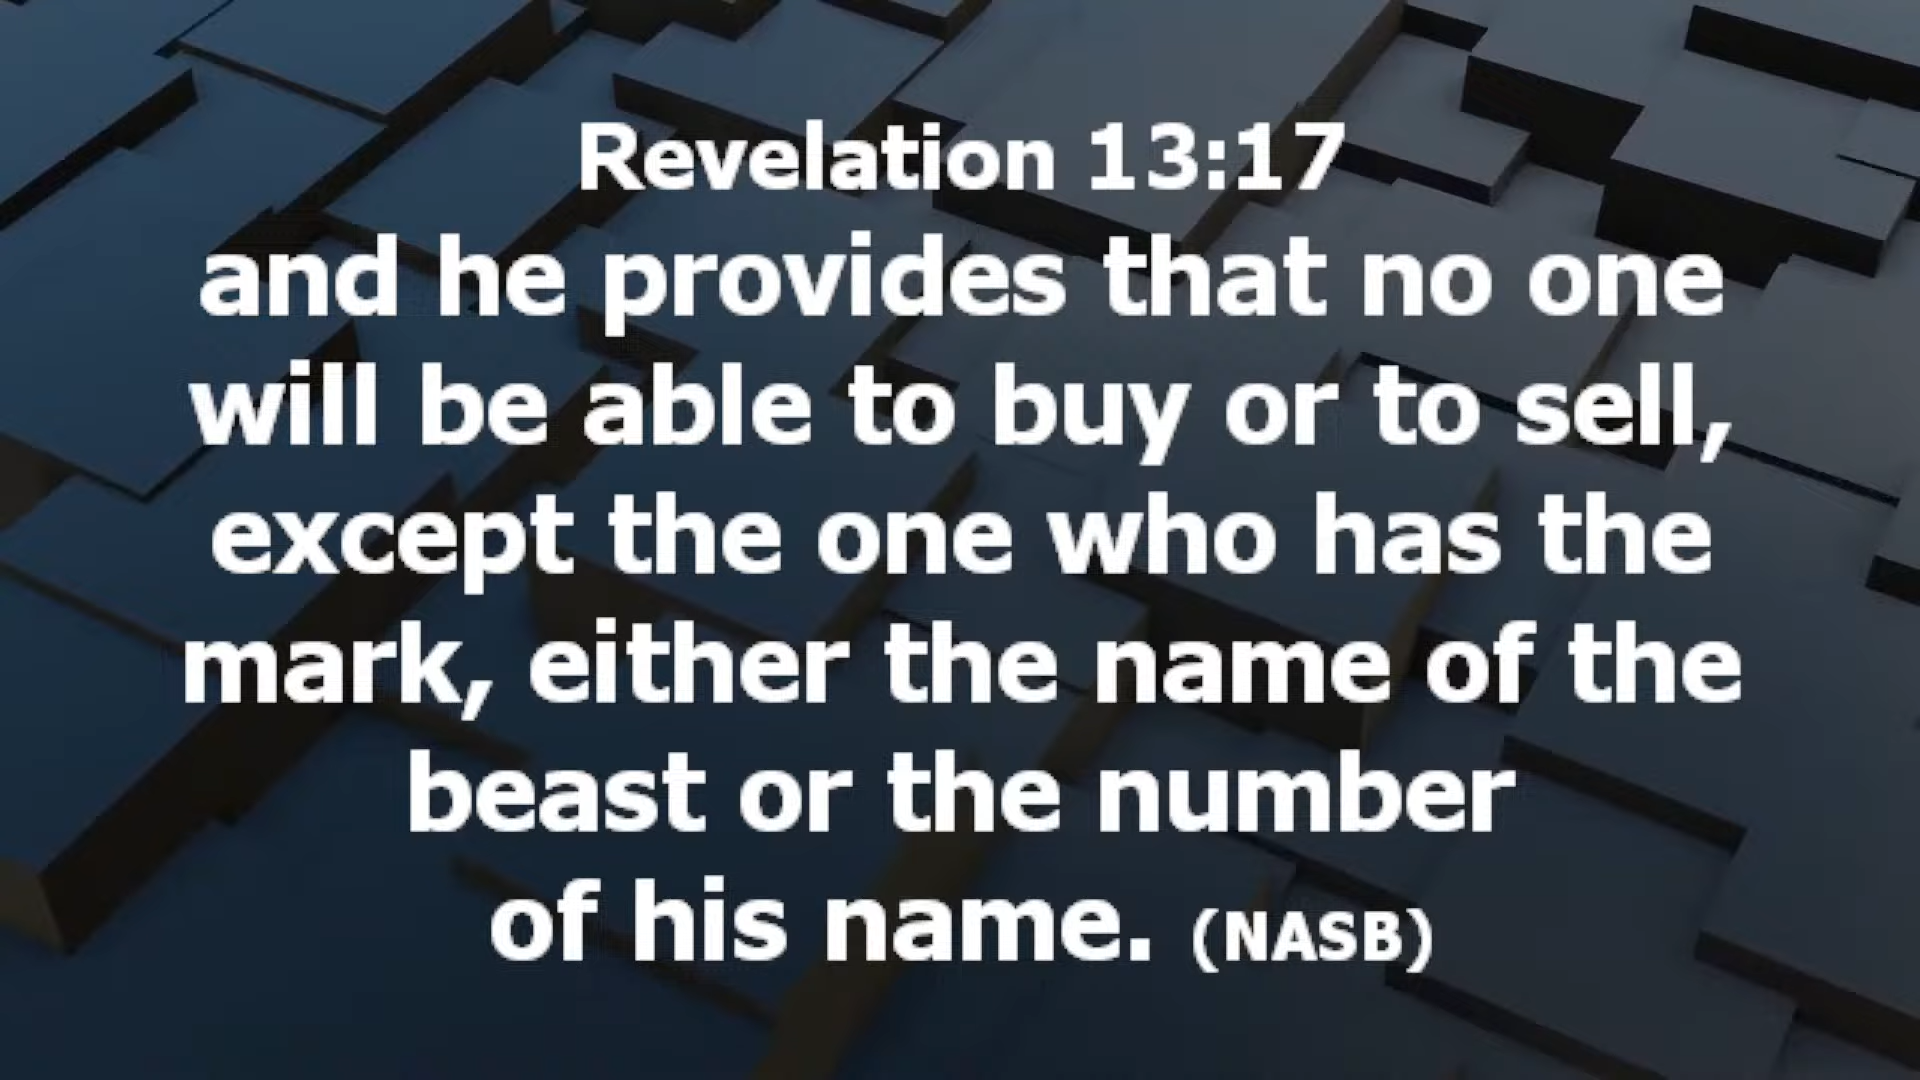 Revelation 13:17
and he provides that no one
will be able to buy or to sell,
except the one who has the
mark, either the name of the
beast or the number
of his name. (NASB)